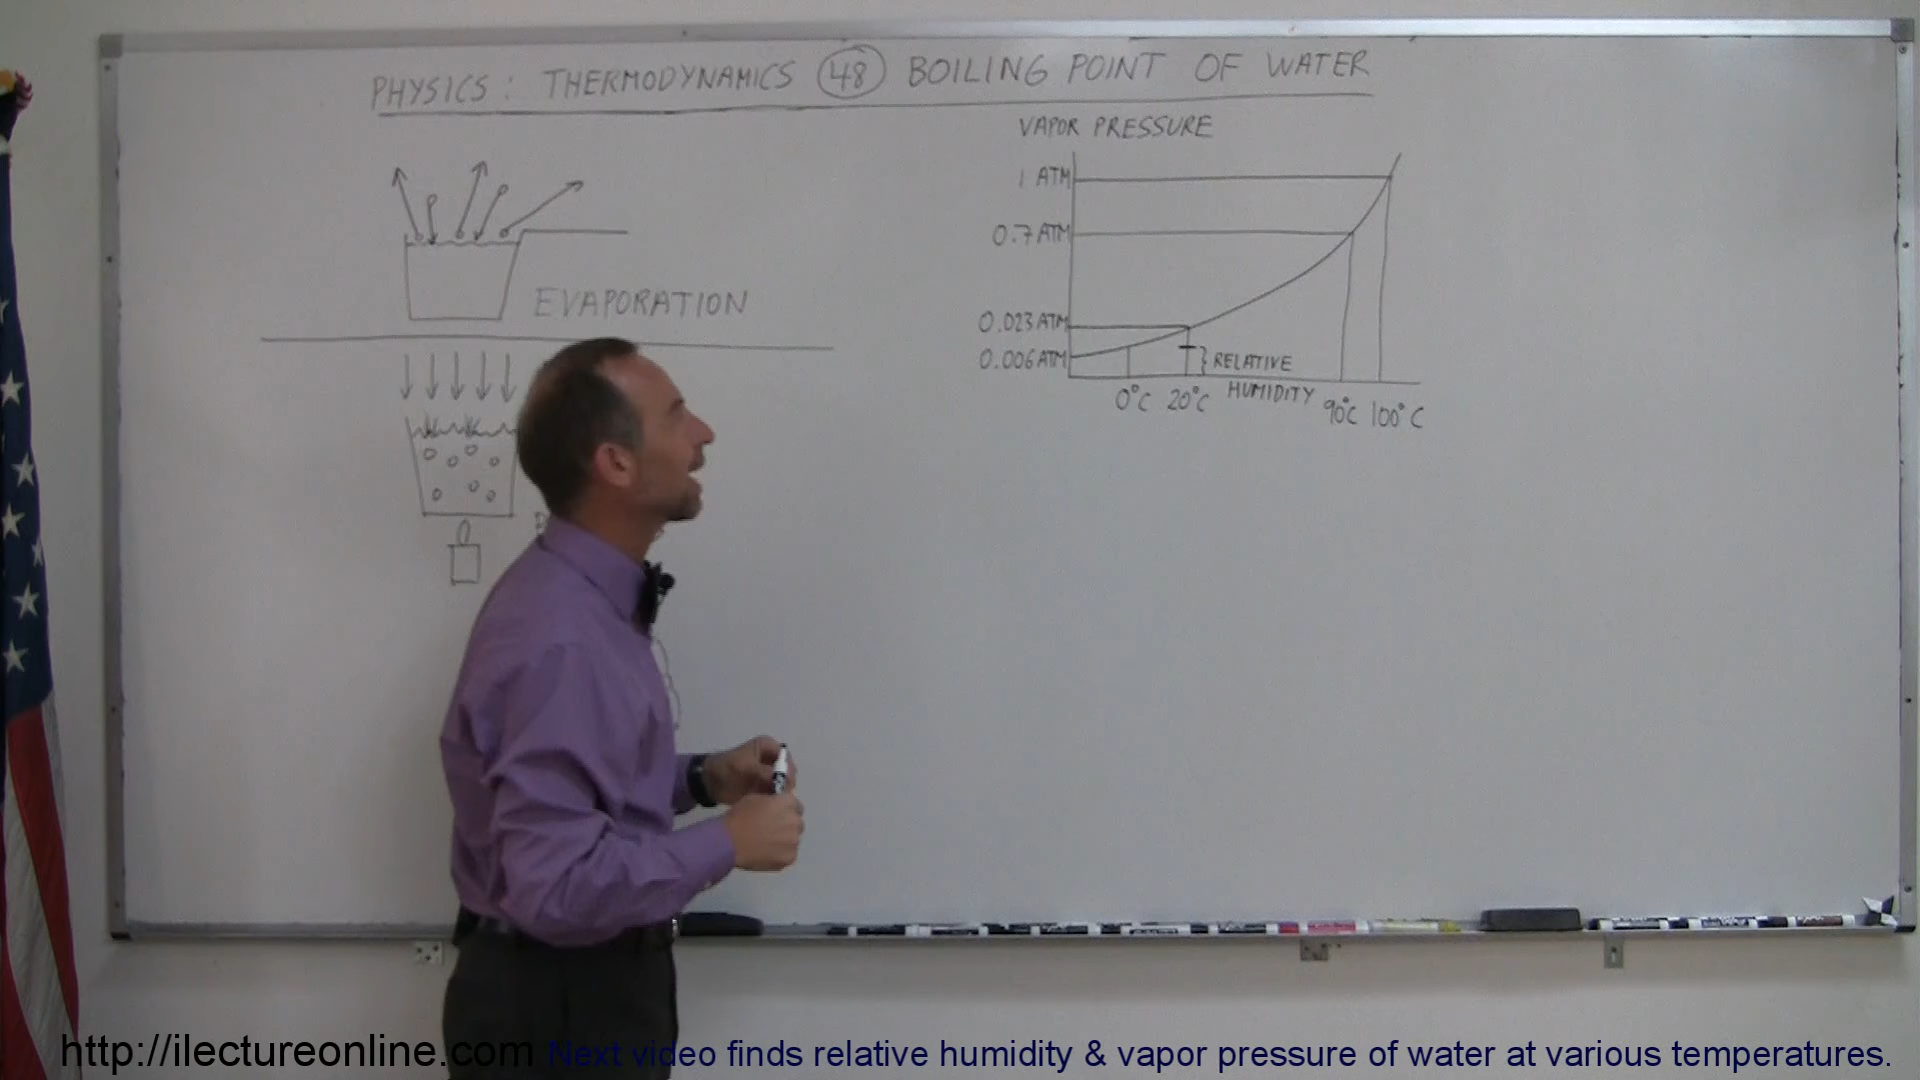 PHYSICS: THERMODYNAMICS 48 BOILING POINT OF WATER
VAPOR PRESSURE
1 ATM
0.7 ATM
EVAPORATION
0.023 ATM
0.006 ATM
RELATIVE
HUMIDITY
0°C 20°C 90°C 100°C
http://ilectureonline.com Next video finds relative humidity & vapor pressure of water at various temperatures.